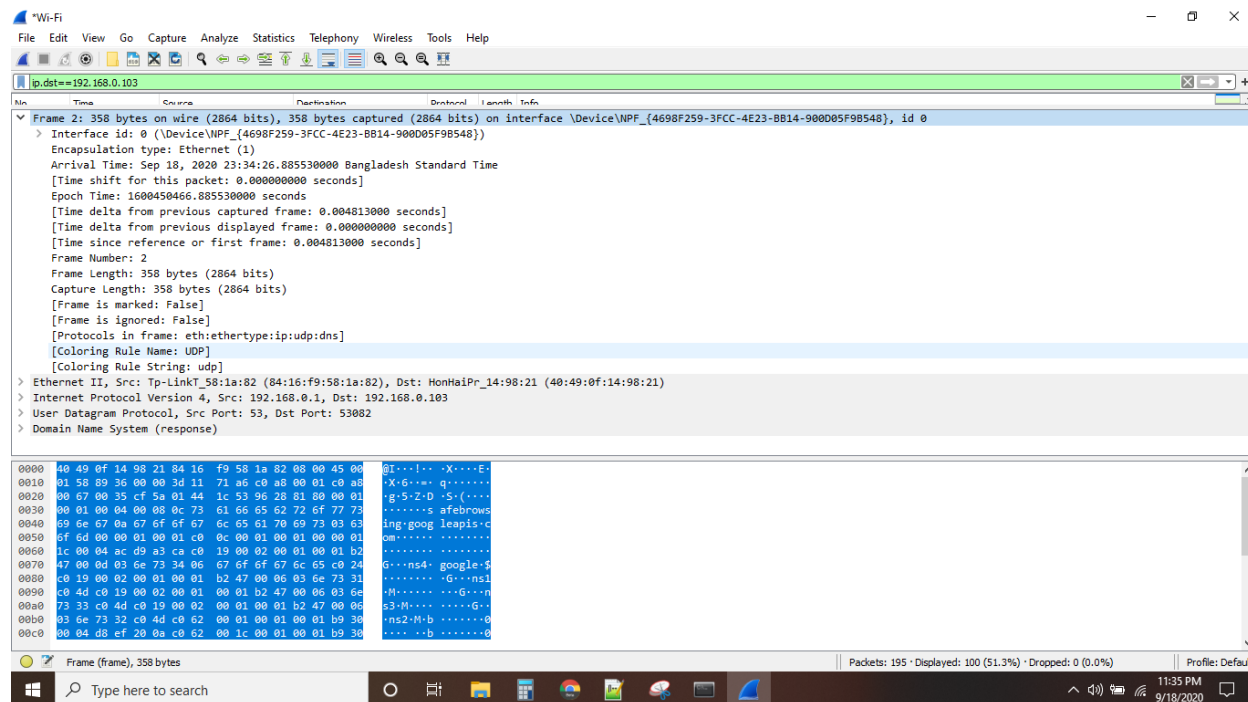 *Wi-Fi
File Edit View Go Capture Analyze Statistics Telephony Wireless Tools Help
ip.dst==192.168.0.103
No. Time Source Destination Protocol Length Info
Frame 2: 358 bytes on wire (2864 bits), 358 bytes captured (2864 bits) on interface \Device\NPF_{4698F259-3FCC-4E23-BB14-900D05F9B548}, id 0
Interface id: 0 (\Device\NPF_{4698F259-3FCC-4E23-BB14-900D05F9B548})
Encapsulation type: Ethernet (1)
Arrival Time: Sep 18, 2020 23:34:26.885530000 Bangladesh Standard Time
[Time shift for this packet: 0.000000000 seconds]
Epoch Time: 1600450466.885530000 seconds
[Time delta from previous captured frame: 0.004813000 seconds]
[Time delta from previous displayed frame: 0.000000000 seconds]
[Time since reference or first frame: 0.004813000 seconds]
Frame Number: 2
Frame Length: 358 bytes (2864 bits)
Capture Length: 358 bytes (2864 bits)
[Frame is marked: False]
[Frame is ignored: False]
[Protocols in frame: eth:ethertype:ip:udp:dns]
[Coloring Rule Name: UDP]
[Coloring Rule String: udp]
Ethernet II, Src: Tp-LinkT_58:1a:82 (84:16:f9:58:1a:82), Dst: HonHaiPr_14:98:21 (40:49:0f:14:98:21)
Internet Protocol Version 4, Src: 192.168.0.1, Dst: 192.168.0.103
User Datagram Protocol, Src Port: 53, Dst Port: 53082
Domain Name System (response)
0000 40 49 0f 14 98 21 84 16 f9 58 1a 82 08 00 45 00 @I···!·· ·X····E·
0010 01 58 89 36 00 00 3d 11 71 a6 c0 a8 00 01 c0 a8 ·X·6··=· q·······
0020 00 67 00 35 cf 5a 01 44 1c 53 96 28 81 80 00 01 ·g·5·Z·D ·S·(····
0030 00 01 00 04 00 08 0c 73 61 66 65 62 72 6f 77 73 ·······s afebrows
0040 69 6e 67 0a 67 6f 6f 67 6c 65 61 70 69 73 03 63 ing·goog leapis·c
0050 6f 6d 00 00 01 00 01 c0 0c 00 01 00 01 00 00 01 om······ ········
0060 1c 00 04 ac d9 a3 ca c0 19 00 02 00 01 00 01 b2 ········ ········
0070 47 00 0d 03 6e 73 34 06 67 6f 6f 67 6c 65 c0 24 G···ns4· google·$
0080 c0 19 00 02 00 01 00 01 b2 47 00 06 03 6e 73 31 ········ ·G···ns1
0090 c0 4d c0 19 00 02 00 01 00 01 b2 47 00 06 03 6e ·M······ ···G···n
00a0 73 33 c0 4d c0 19 00 02 00 01 00 01 b2 47 00 06 s3·M···· ·····G··
00b0 03 6e 73 32 c0 4d c0 62 00 01 00 01 00 01 b9 30 ·ns2·M·b ·······0
00c0 00 04 d8 ef 20 0a c0 62 00 1c 00 01 00 01 b9 30 ···· ··b ·······0
Frame (frame), 358 bytes
Packets: 195 · Displayed: 100 (51.3%) · Dropped: 0 (0.0%)
Profile: Defau
Type here to search
11:35 PM
9/18/2020